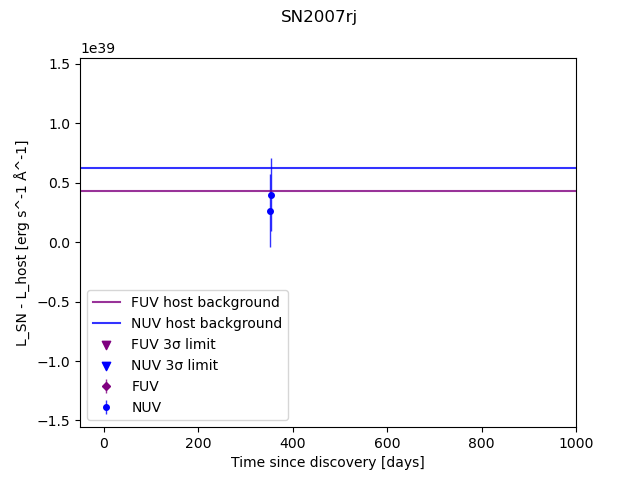 SN2007rj
1e39
1.5
1.0
0.5
0.0
−0.5
−1.0
−1.5
L_SN - L_host [erg s^-1 Å^-1]
FUV host background
NUV host background
FUV 3σ limit
NUV 3σ limit
FUV
NUV
0 200 400 600 800 1000
Time since discovery [days]